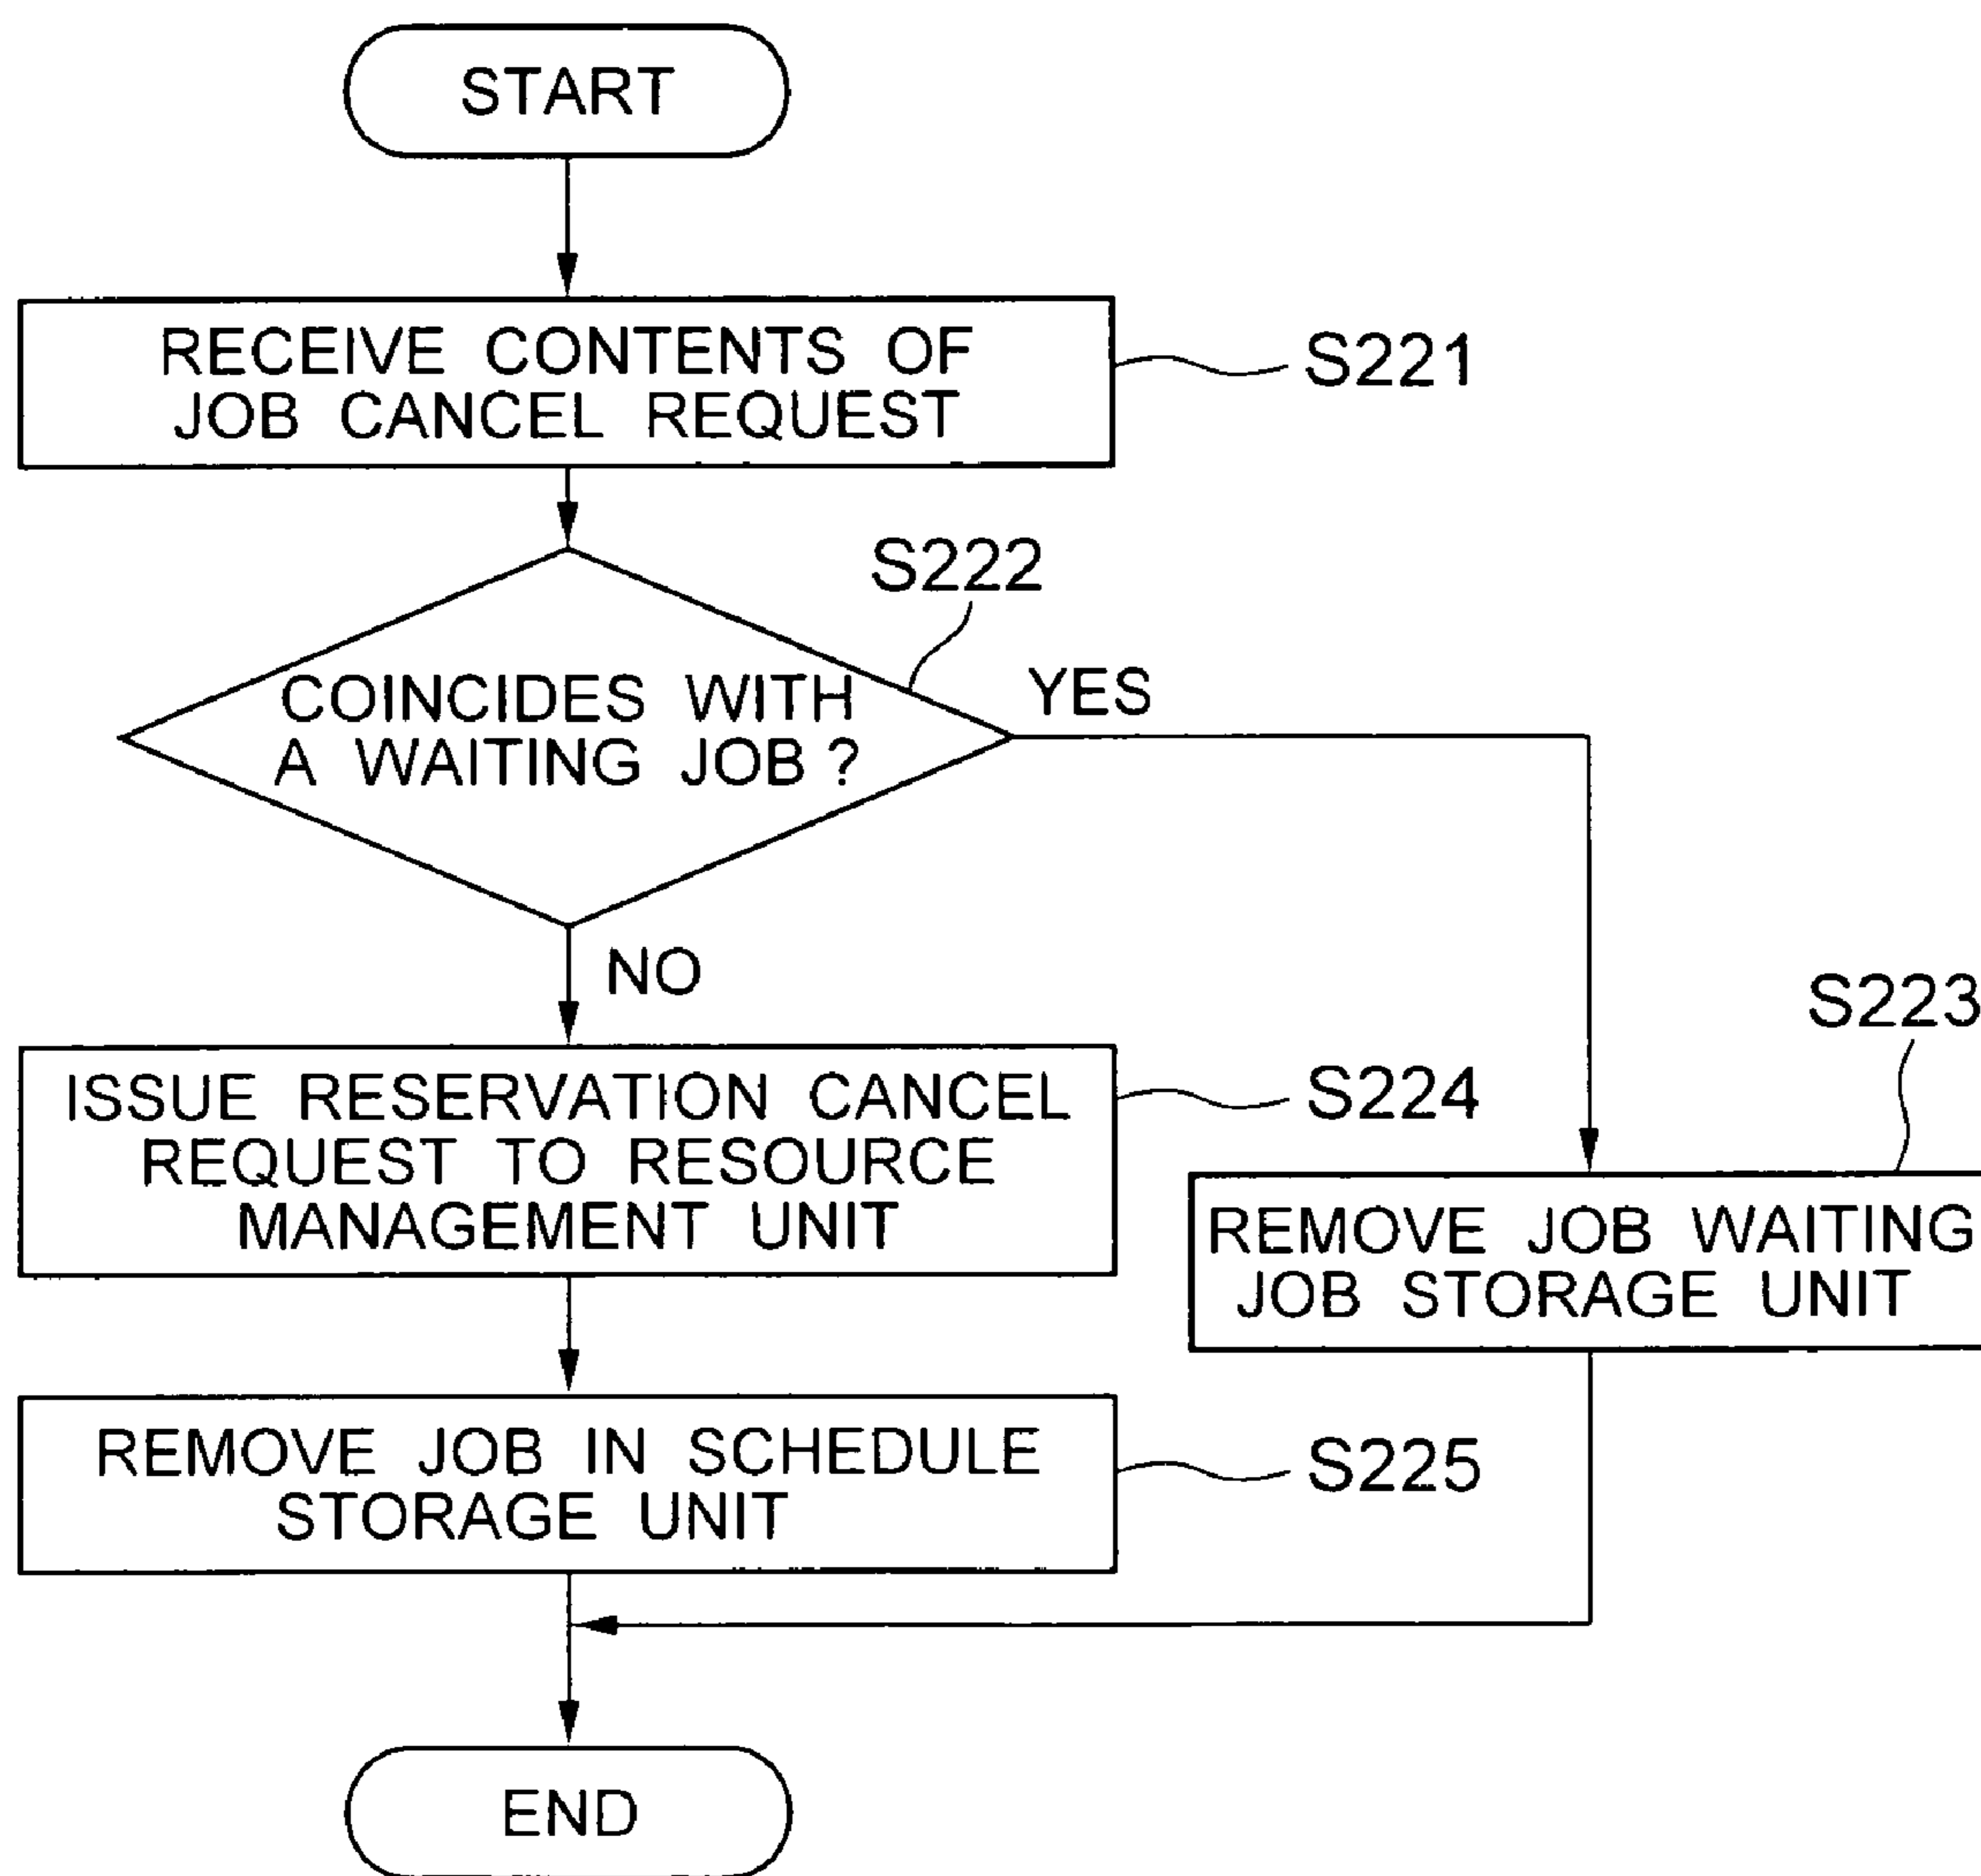 START
RECEIVE CONTENTS OF
JOB CANCEL REQUEST
S221
S222
COINCIDES WITH
A WAITING JOB ?
YES
NO
S223
ISSUE RESERVATION CANCEL
REQUEST TO RESOURCE
MANAGEMENT UNIT
S224
REMOVE JOB WAITING
JOB STORAGE UNIT
REMOVE JOB IN SCHEDULE
STORAGE UNIT
S225
END